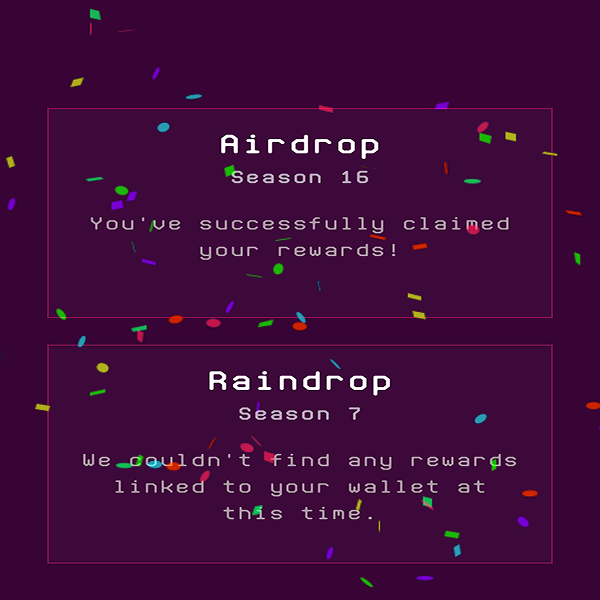 Airdrop
Season 16
You've successfully claimed
your rewards!
Raindrop
Season 7
We couldn't find any rewards
linked to your wallet at
this time.